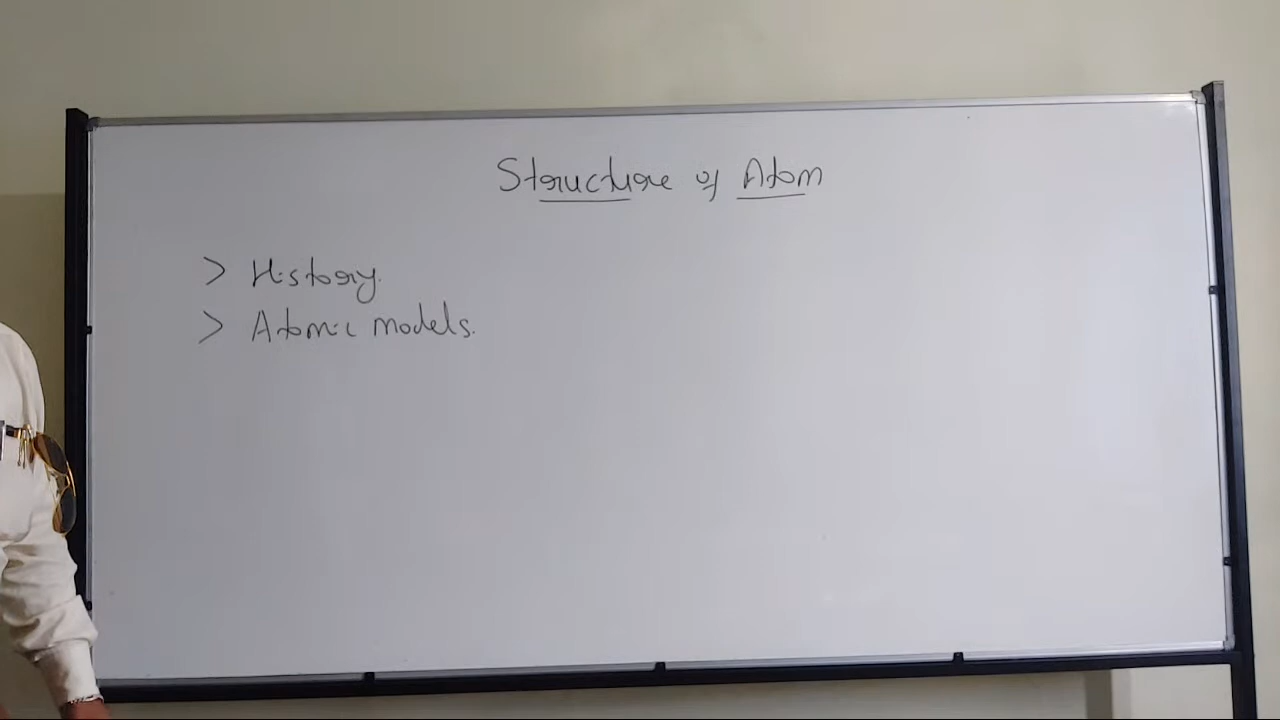 Structure of Atom
> History.
> Atomic models.